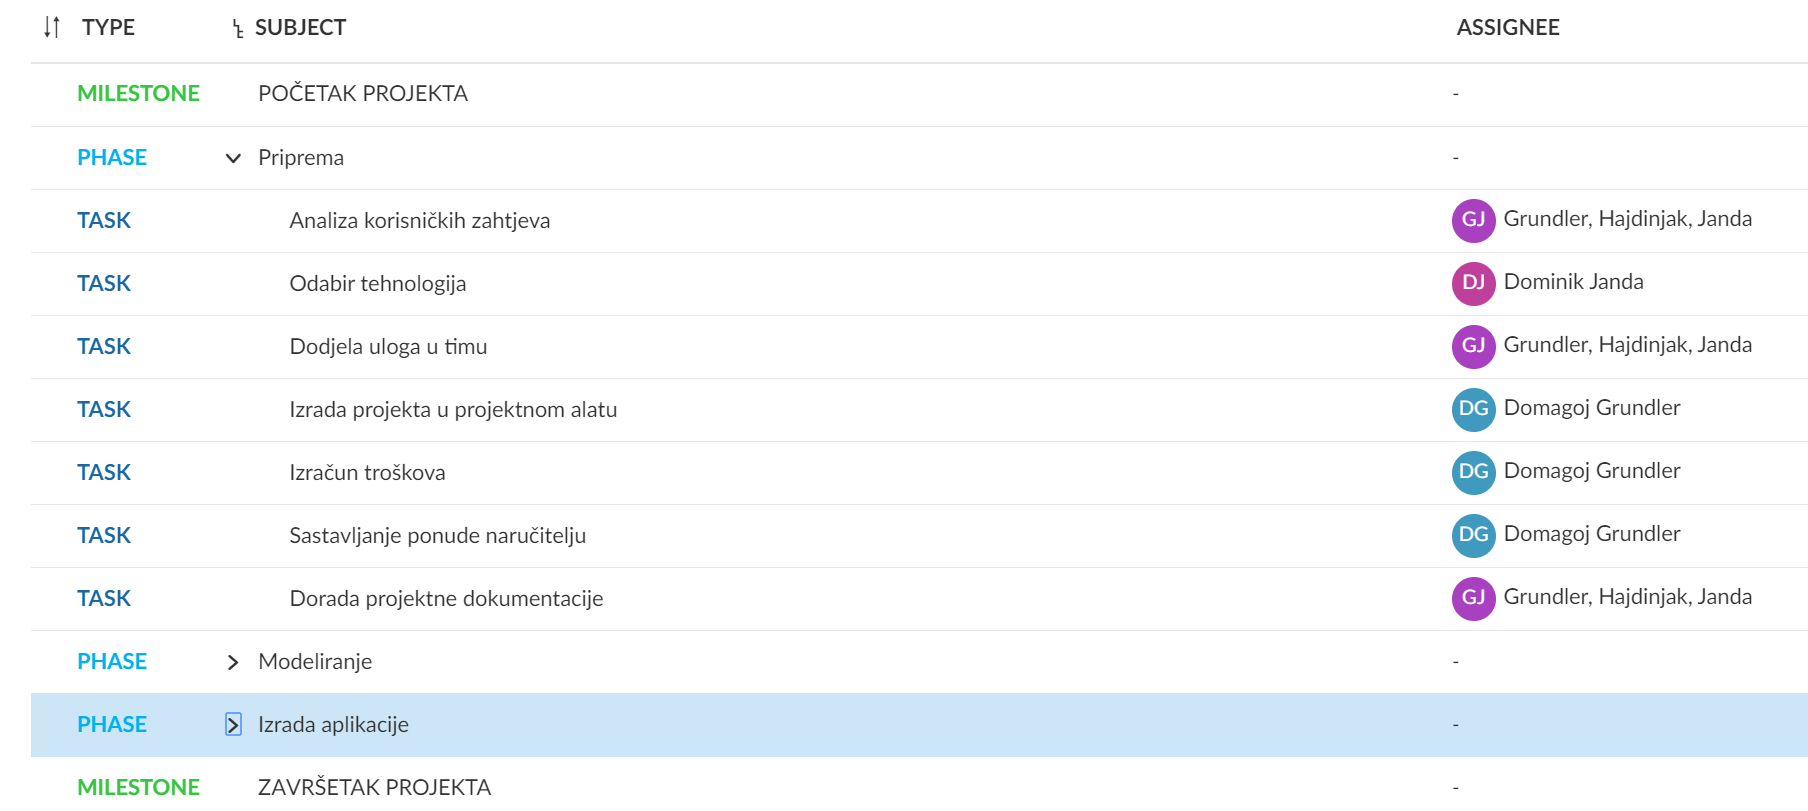 TYPE SUBJECT ASSIGNEE
MILESTONE POČETAK PROJEKTA -
PHASE Priprema -
TASK Analiza korisničkih zahtjeva GJ Grundler, Hajdinjak, Janda
TASK Odabir tehnologija DJ Dominik Janda
TASK Dodjela uloga u timu GJ Grundler, Hajdinjak, Janda
TASK Izrada projekta u projektnom alatu DG Domagoj Grundler
TASK Izračun troškova DG Domagoj Grundler
TASK Sastavljanje ponude naručitelju DG Domagoj Grundler
TASK Dorada projektne dokumentacije GJ Grundler, Hajdinjak, Janda
PHASE Modeliranje -
PHASE Izrada aplikacije -
MILESTONE ZAVRŠETAK PROJEKTA -